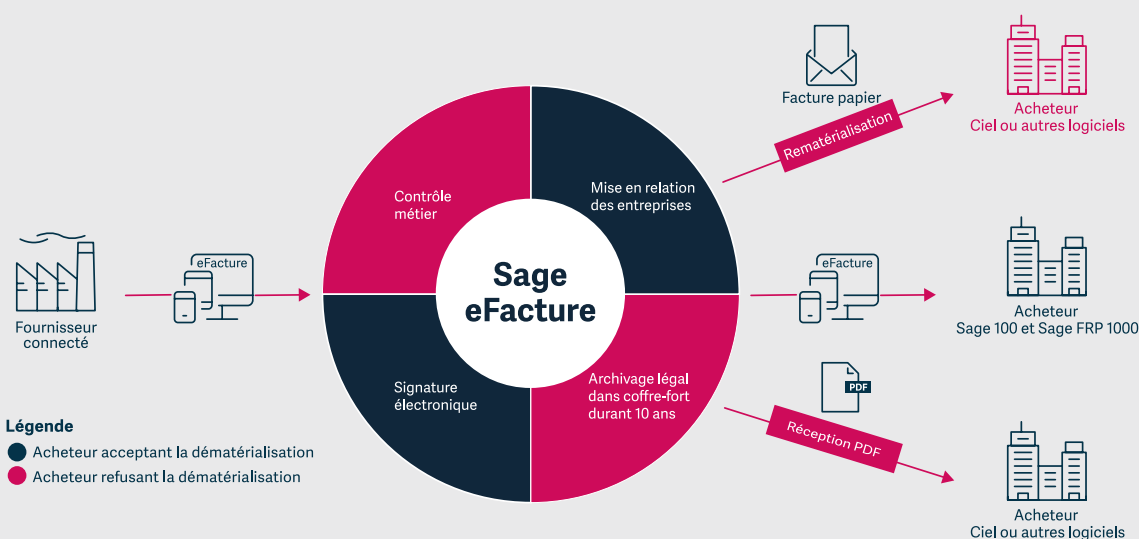 Facture papier
Rematérialisation
Acheteur
Ciel ou autres logiciels
Contrôle
métier
Mise en relation
des entreprises
Sage
eFacture
eFacture
Fournisseur
connecté
eFacture
Acheteur
Sage 100 et Sage FRP 1000
Signature
électronique
Archivage légal
dans coffre-fort
durant 10 ans
PDF
Réception PDF
Légende
Acheteur acceptant la dématérialisation
Acheteur refusant la dématérialisation
Acheteur
Ciel ou autres logiciels